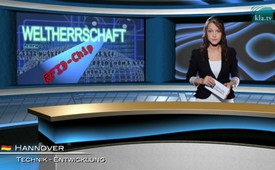 kla.tv
WELTHERRSCHAFT
RFID-Chip
HANNOVER
TECHNIK - ENTWICKLUNG